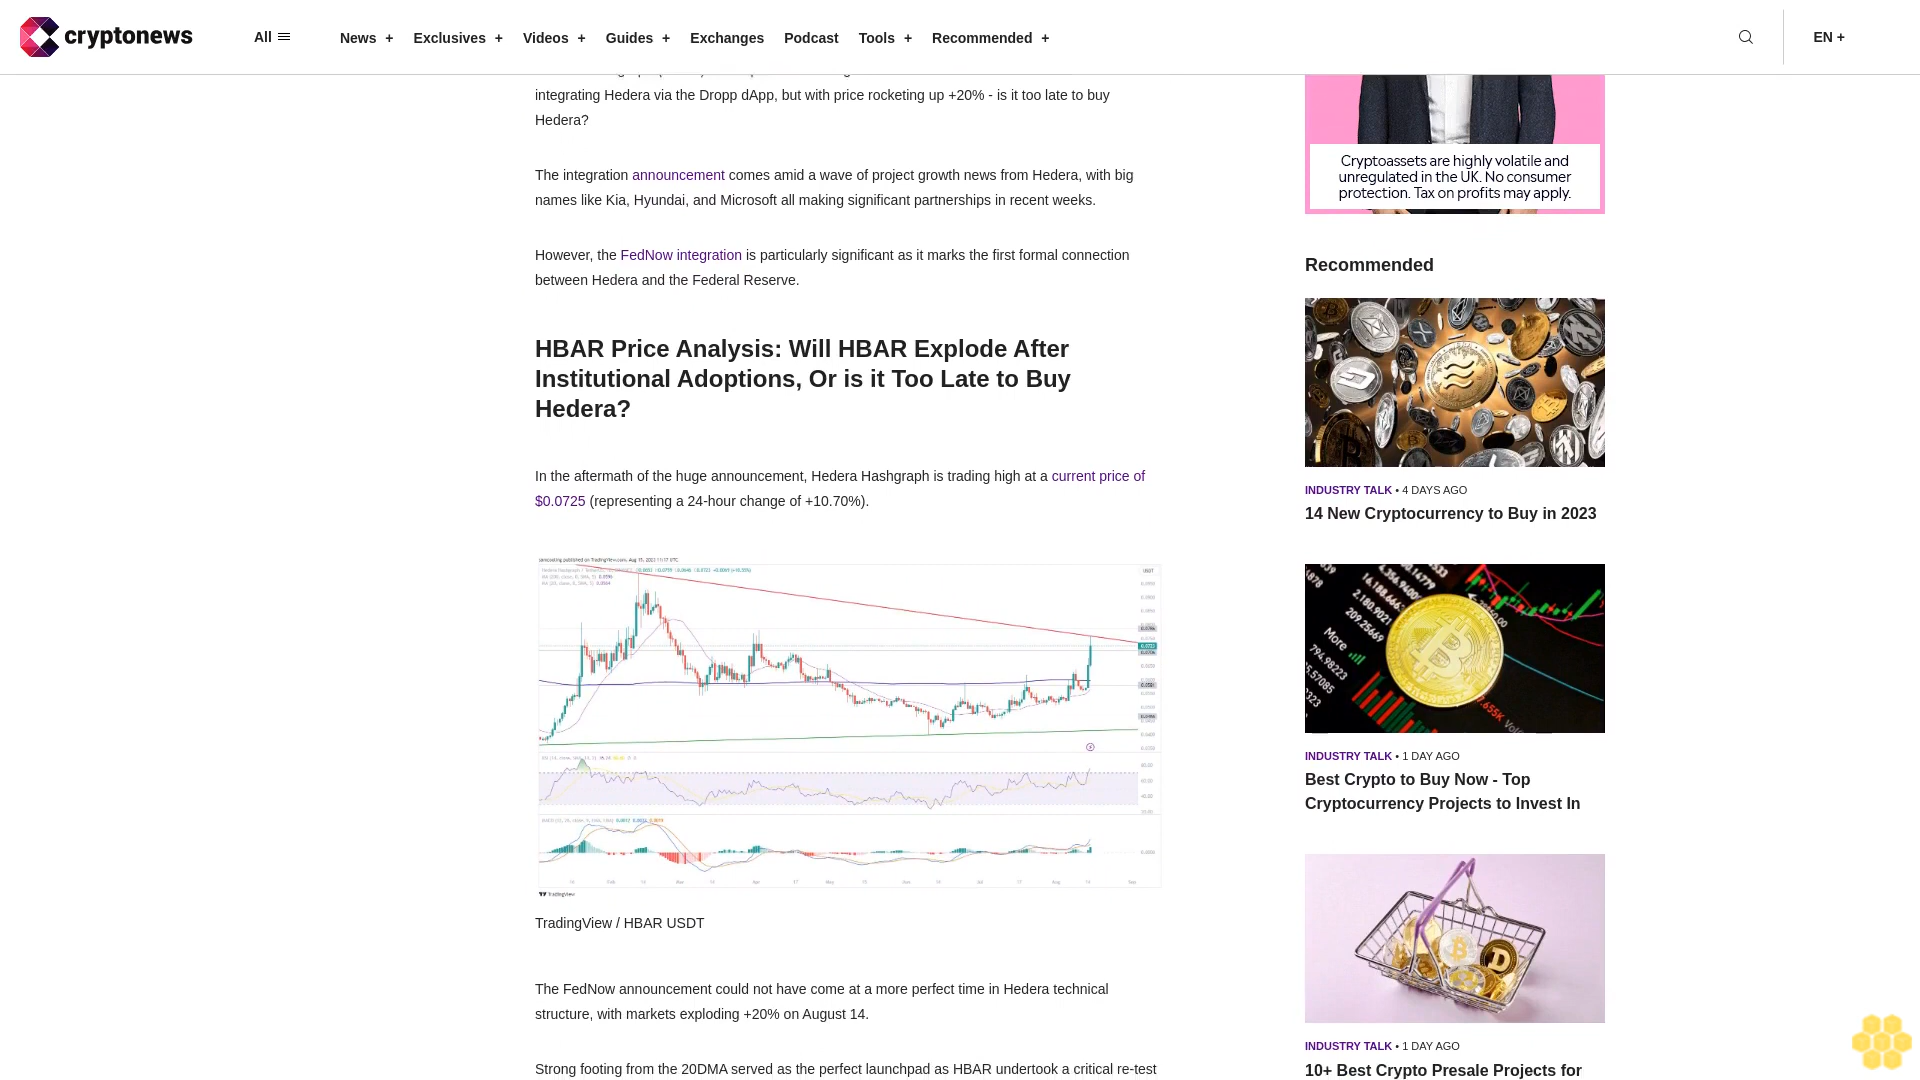 cryptonews
All
News +
Exclusives +
Videos +
Guides +
Exchanges
Podcast
Tools +
Recommended +
EN +
integrating Hedera via the Dropp dApp, but with price rocketing up +20% - is it too late to buy
Hedera?
The integration announcement comes amid a wave of project growth news from Hedera, with big
names like Kia, Hyundai, and Microsoft all making significant partnerships in recent weeks.
However, the FedNow integration is particularly significant as it marks the first formal connection
between Hedera and the Federal Reserve.
HBAR Price Analysis: Will HBAR Explode After
Institutional Adoptions, Or is it Too Late to Buy
Hedera?
In the aftermath of the huge announcement, Hedera Hashgraph is trading high at a current price of
$0.0725 (representing a 24-hour change of +10.70%).
USDT
TradingView
TradingView / HBAR USDT
The FedNow announcement could not have come at a more perfect time in Hedera technical
structure, with markets exploding +20% on August 14.
Strong footing from the 20DMA served as the perfect launchpad as HBAR undertook a critical re-test
Cryptoassets are highly volatile and
unregulated in the UK. No consumer
protection. Tax on profits may apply.
Recommended
INDUSTRY TALK • 4 DAYS AGO
14 New Cryptocurrency to Buy in 2023
More
INDUSTRY TALK • 1 DAY AGO
Best Crypto to Buy Now - Top
Cryptocurrency Projects to Invest In
INDUSTRY TALK • 1 DAY AGO
10+ Best Crypto Presale Projects for